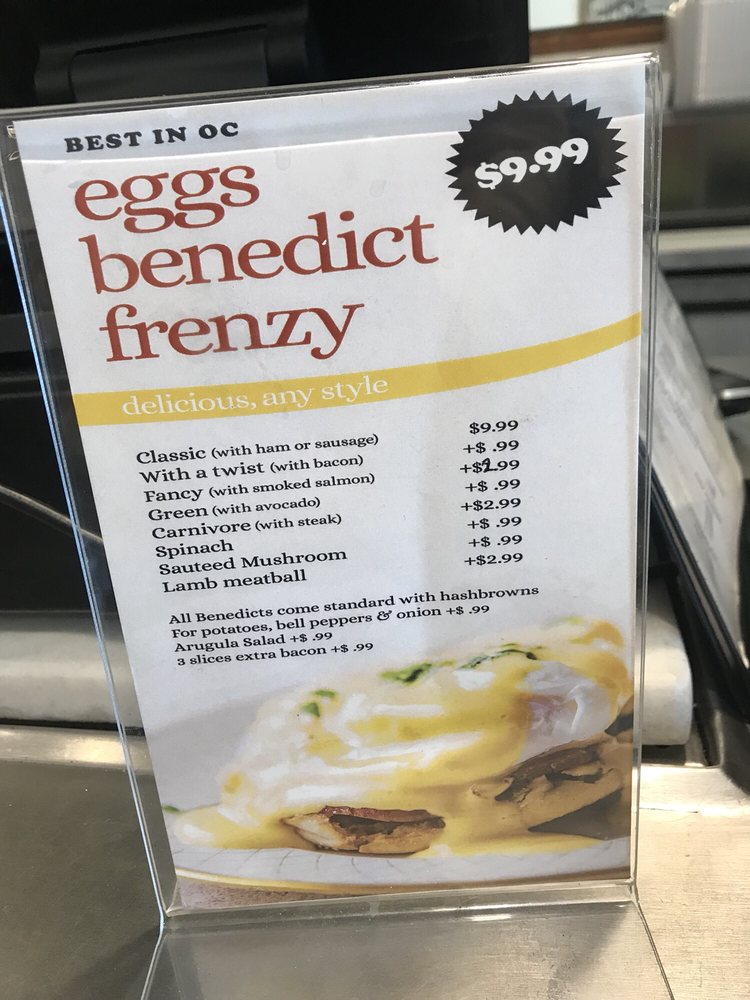 BEST IN OC
$9.99
eggs
benedict
frenzy
delicious, any style
Classic (with ham or sausage) $9.99
With a twist (with bacon) +$ .99
Fancy (with smoked salmon) +$2.99
Green (with avocado) +$ .99
Carnivore (with steak) +$2.99
Spinach +$ .99
Sauteed Mushroom +$ .99
Lamb meatball +$2.99
All Benedicts come standard with hashbrowns
For potatoes, bell peppers & onion +$ .99
Arugula Salad +$ .99
3 slices extra bacon +$ .99